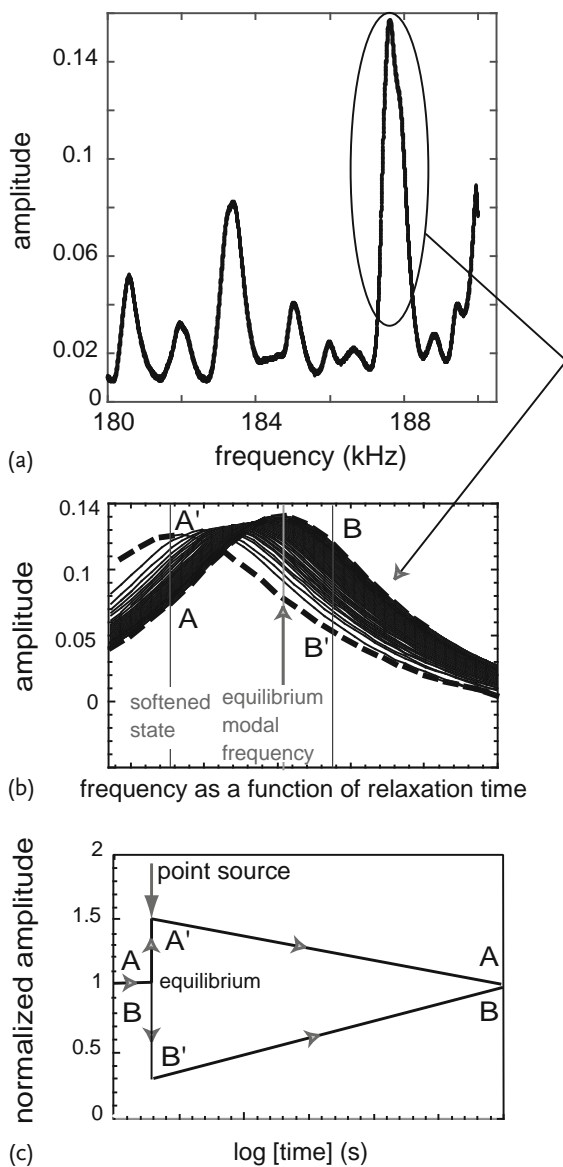 0.14
0.1
0.06
0.02
0
amplitude
180
184
188
frequency (kHz)
(a)
0.14
0.1
0.05
0
amplitude
A'
B
A
B'
softened
state
equilibrium
modal
frequency
(b)
frequency as a function of relaxation time
2
1.5
1
0.5
0
normalized amplitude
point source
A
A'
equilibrium
B
B'
A
B
(c)
log [time] (s)